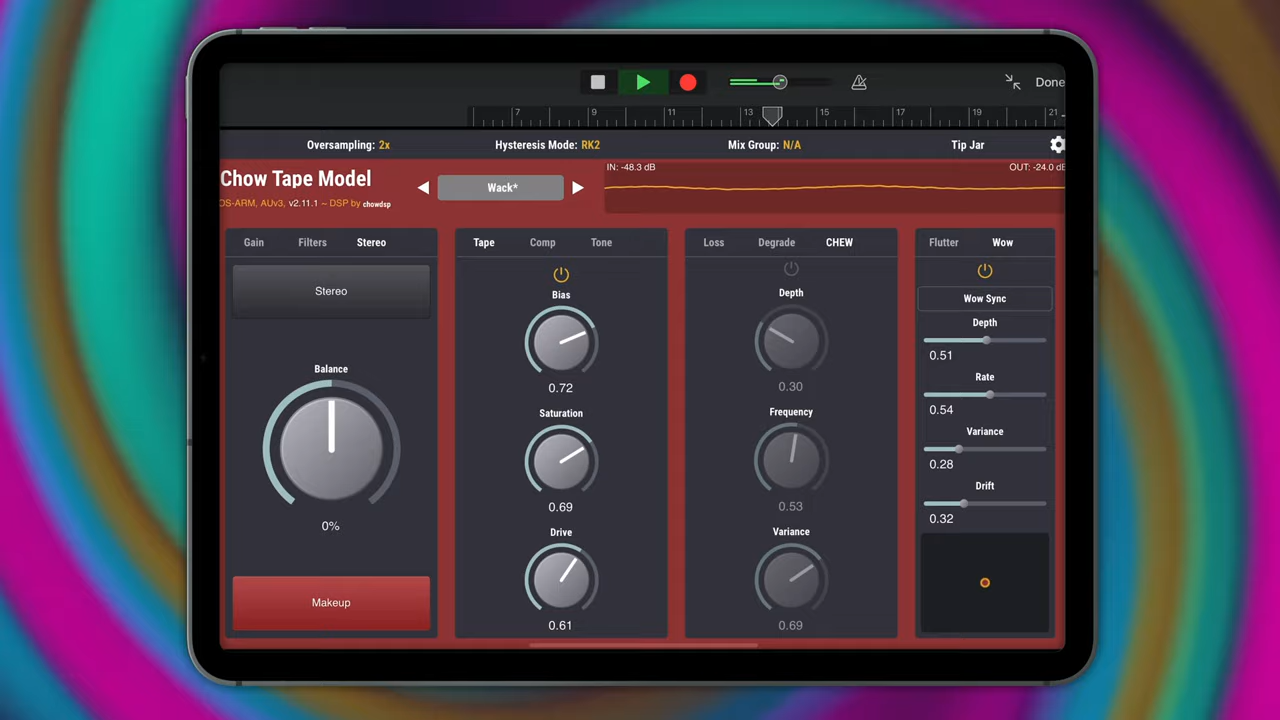 Done
7 9 11 13 15 17 19 21
Oversampling: 2x Hysteresis Mode: RK2 Mix Group: N/A Tip Jar
Chow Tape Model
Wack*
IN: -48.3 dB OUT: -24.0 dB
OS-ARM, AUv3, v2.11.1 ~ DSP by chowdsp
Gain Filters Stereo
Stereo
Balance
0%
Makeup
Tape Comp Tone
Bias
0.72
Saturation
0.69
Drive
0.61
Loss Degrade CHEW
Depth
0.30
Frequency
0.53
Variance
0.69
Flutter Wow
Wow Sync
Depth
0.51
Rate
0.54
Variance
0.28
Drift
0.32